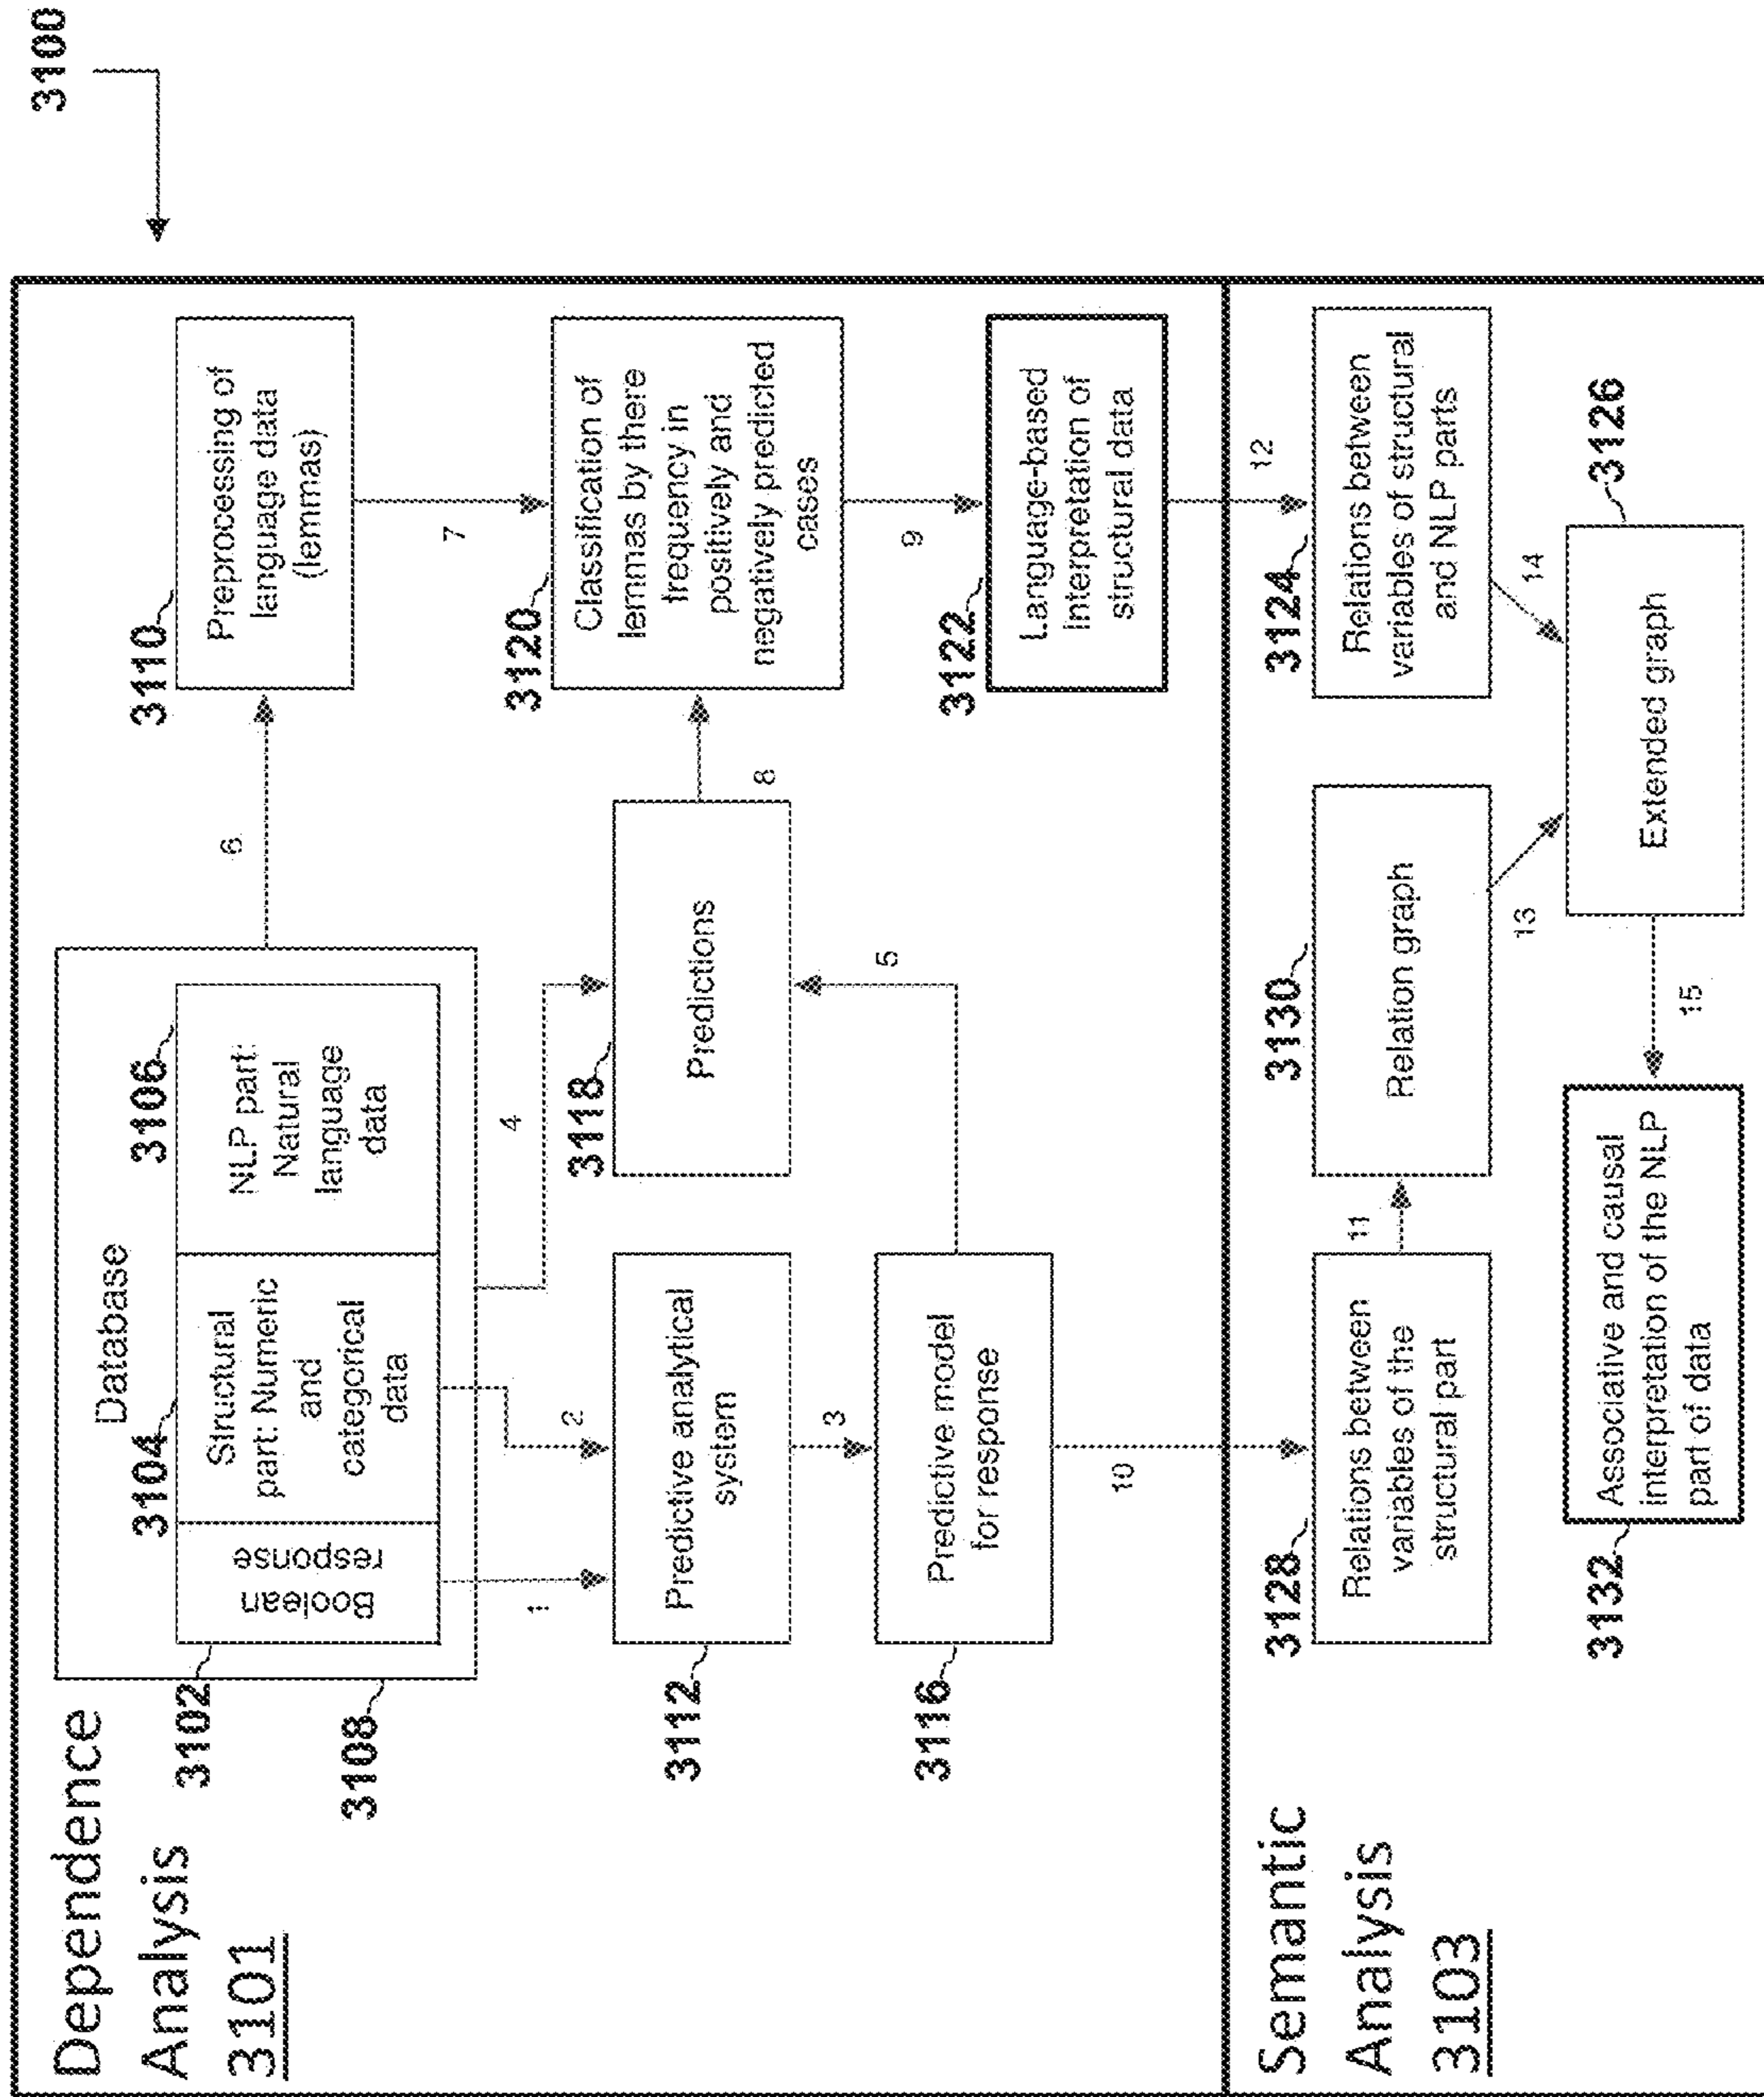 3100
Dependence
Analysis
3101
Database
3102
3104
3106
3108
Boolean
response
Structural
part: Numeric
and
categorical
data
NLP part:
Natural
language
data
6
3110
Preprocessing of
language data
(lemmas)
1
2
4
7
3112
Predictive analytical
system
3118
Predictions
8
3120
Classification of
lemmas by there
frequency in
positively and
negatively predicted
cases
3
5
9
3116
Predictive model
for response
3122
Language-based
interpretation of
structural data
10
12
Semantic
Analysis
3103
3128
Relations between
variables of the
structural part
11
3130
Relation graph
3124
Relations between
variables of structural
and NLP parts
13
14
3132
Associative and causal
interpretation of the NLP
part of data
15
3126
Extended graph